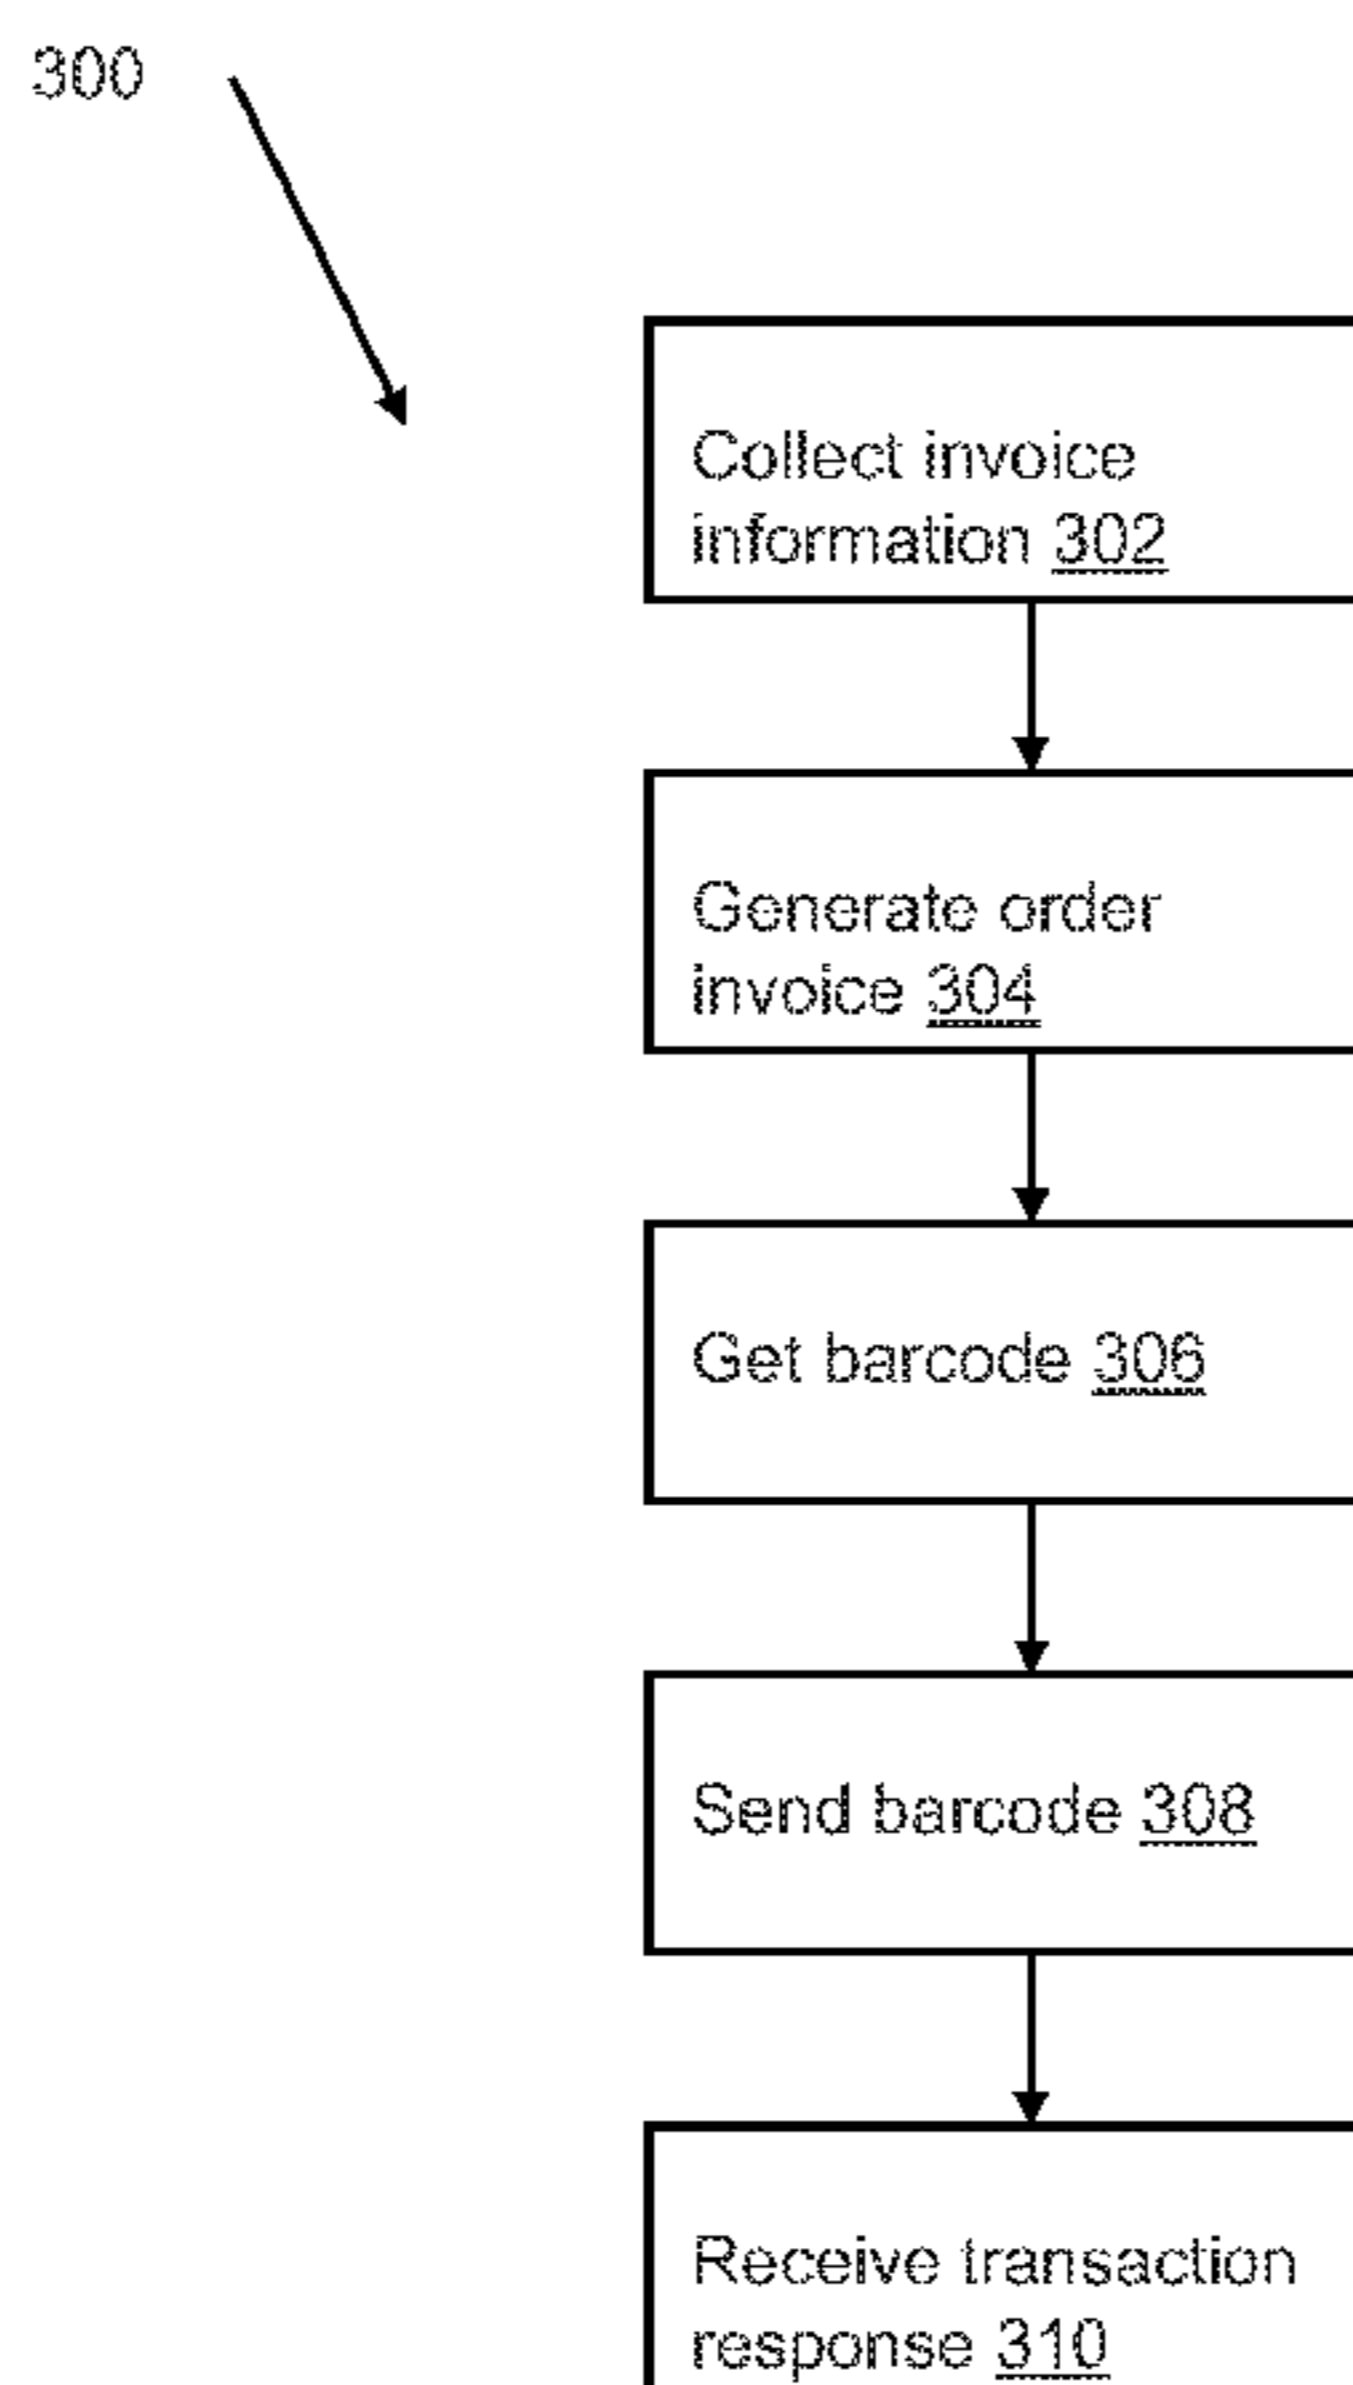 300
Collect invoice
information 302
Generate order
invoice 304
Get barcode 306
Send barcode 308
Receive transaction
response 310